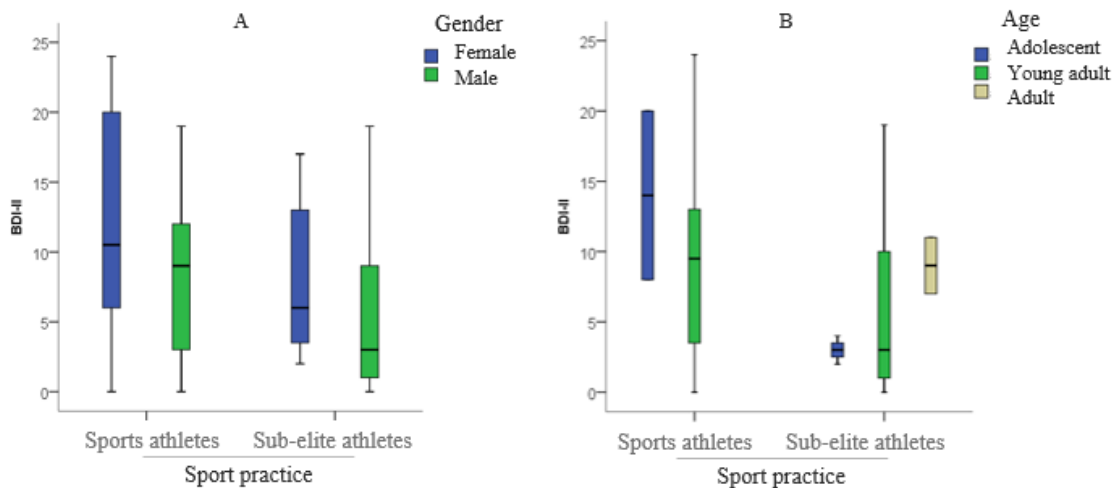 A
Gender
Female
Male
25
20
15
10
5
0
BDI-II
Sports athletes
Sub-elite athletes
Sport practice
B
Age
Adolescent
Young adult
Adult
25
20
15
10
5
0
BDI-II
Sports athletes
Sub-elite athletes
Sport practice